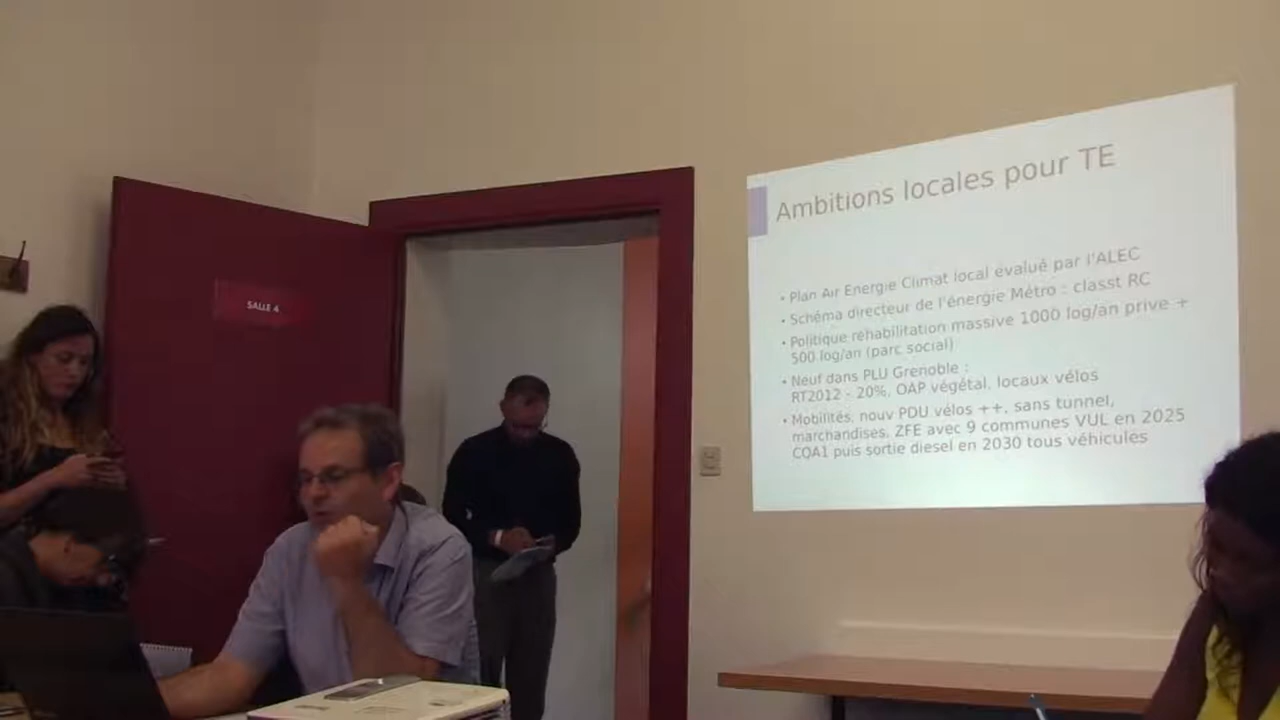 SALLE 4
Ambitions locales pour TE
• Plan Air Energie Climat local évalué par l'ALEC
• Schéma directeur de l'énergie Métro : classt RC
• Politique réhabilitation massive 1000 log/an prive +
500 log/an (parc social)
• Neuf dans PLU Grenoble :
RT2012 - 20%, OAP végétal, locaux vélos
• Mobilités, nouv PDU vélos ++, sans tunnel,
marchandises, ZFE avec 9 communes VUL en 2025
CQA1 puis sortie diesel en 2030 tous véhicules